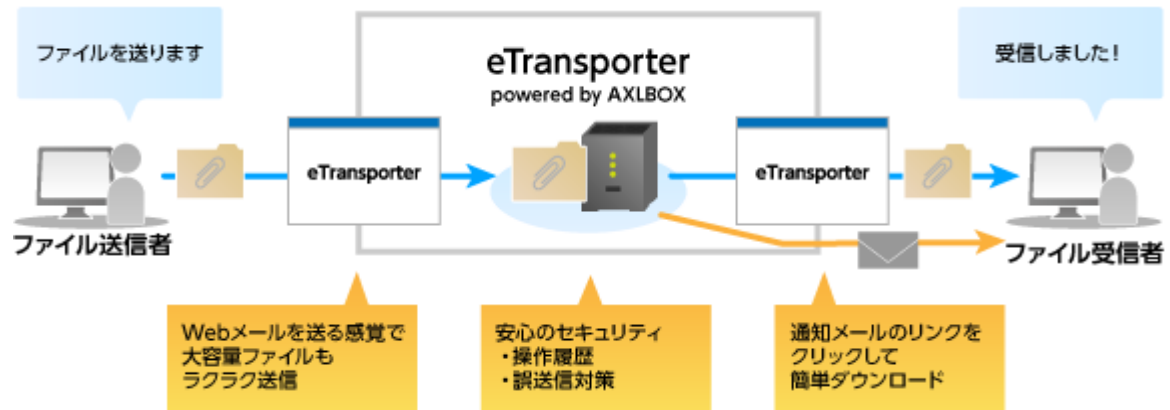 ファイルを送ります
eTransporter
powered by AXLBOX
受信しました！
eTransporter
eTransporter
ファイル送信者
ファイル受信者
Webメールを送る感覚で
大容量ファイルも
ラクラク送信
安心のセキュリティ
・操作履歴
・誤送信対策
通知メールのリンクを
クリックして
簡単ダウンロード